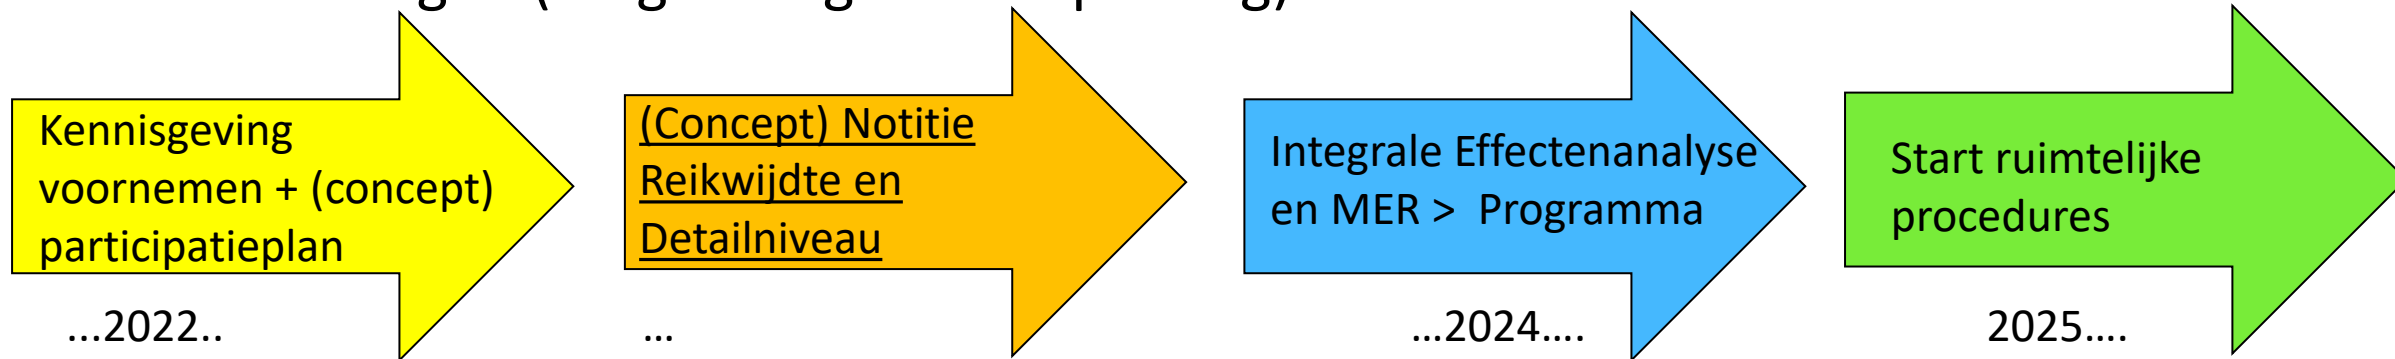 Kennisgeving
voornemen + (concept)
participatieplan
(Concept) Notitie
Reikwijdte en
Detailniveau
Integrale Effectenanalyse
en MER > Programma
Start ruimtelijke
procedures
...2022..
...
...2024....
2025....